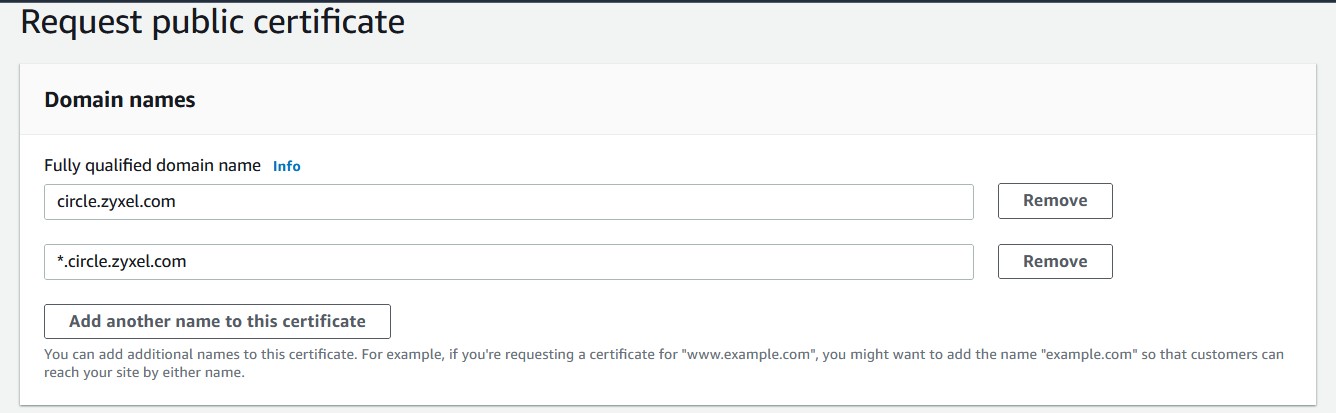 Request public certificate
Domain names
Fully qualified domain name Info
circle.zyxel.com Remove
*.circle.zyxel.com Remove
Add another name to this certificate
You can add additional names to this certificate. For example, if you're requesting a certificate for "www.example.com", you might want to add the name "example.com" so that customers can
reach your site by either name.